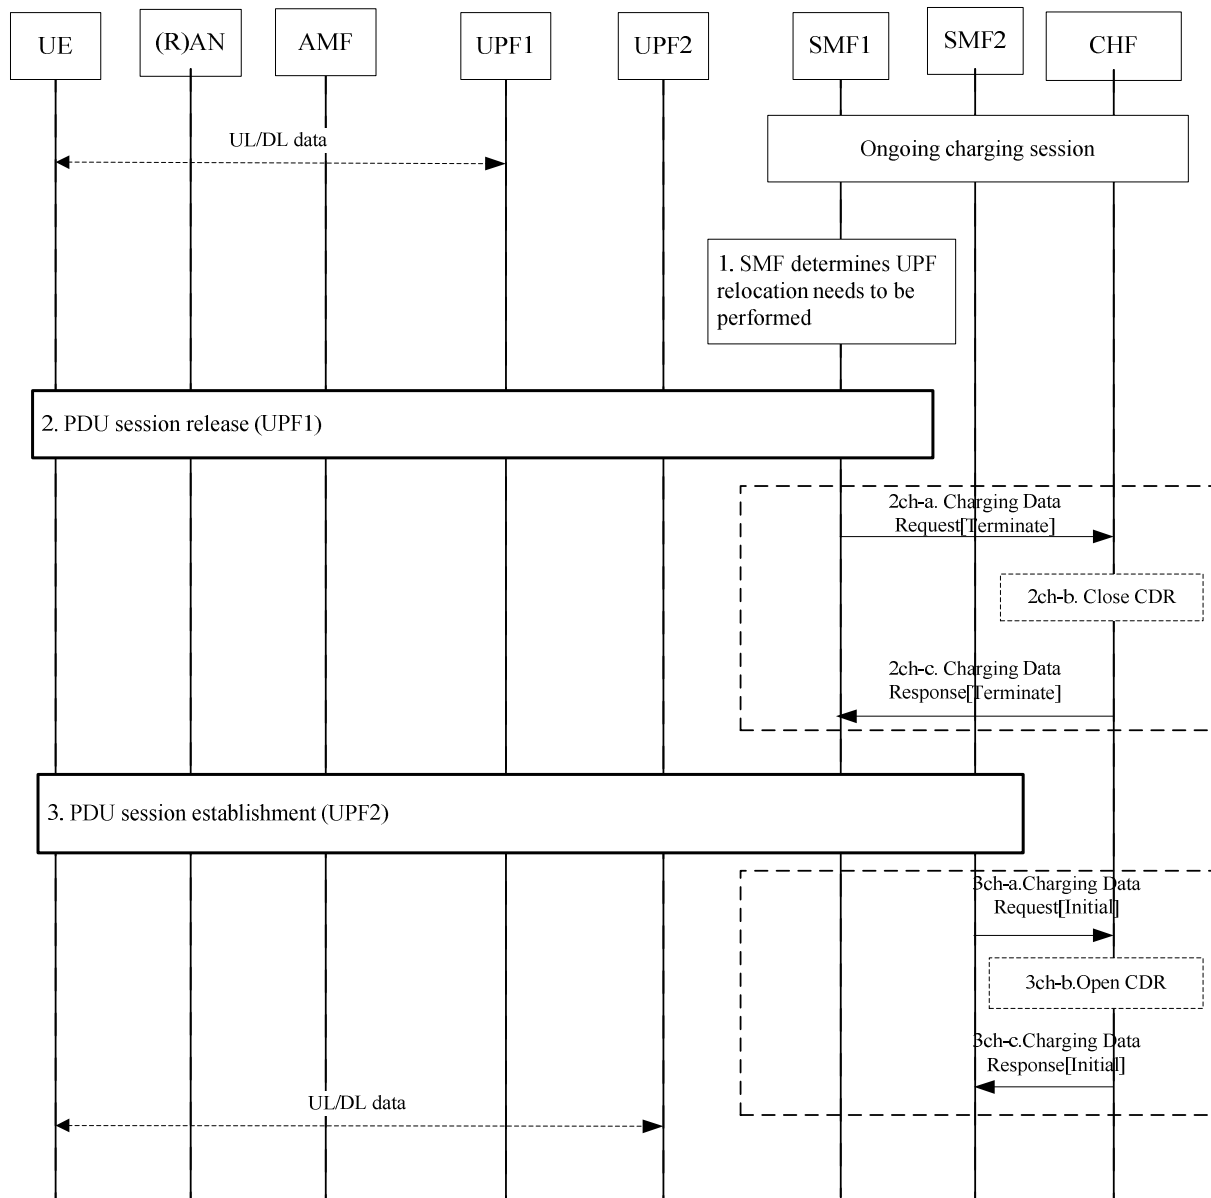 UE
(R)AN
AMF
UPF1
UPF2
SMF1
SMF2
CHF
UL/DL data
Ongoing charging session
1. SMF determines UPF
relocation needs to be
performed
2. PDU session release (UPF1)
2ch-a. Charging Data
Request[Terminate]
2ch-b. Close CDR
2ch-c. Charging Data
Response[Terminate]
3. PDU session establishment (UPF2)
3ch-a.Charging Data
Request[Initial]
3ch-b.Open CDR
3ch-c.Charging Data
Response[Initial]
UL/DL data